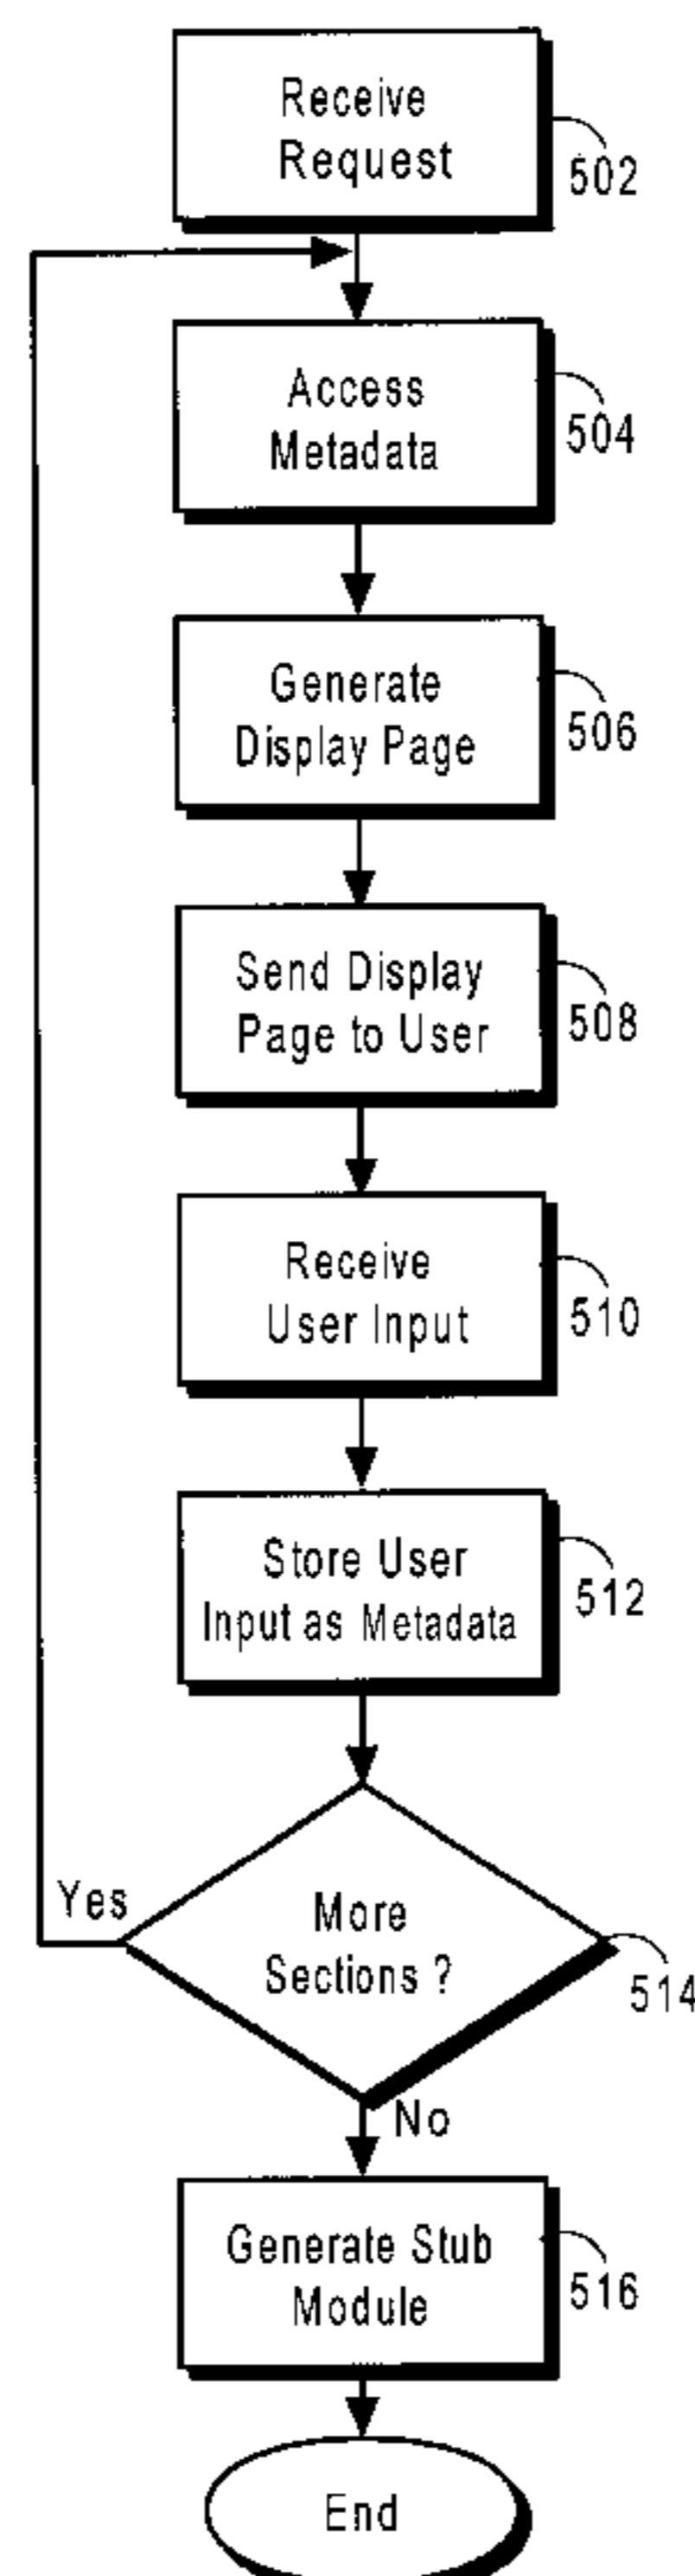 Receive
Request
502
Access
Metadata
504
Generate
Display Page
506
Send Display
Page to User
508
Receive
User Input
510
Store User
Input as Metadata
512
Yes
More
Sections ?
514
No
Generate Stub
Module
516
End